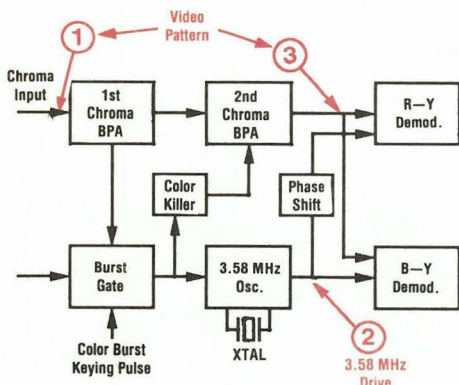 Video
Pattern
1
3
Chroma
Input
1st
Chroma
BPA
2nd
Chroma
BPA
R–Y
Demod.
Color
Killer
Phase
Shift
Burst
Gate
3.58 MHz
Osc.
B–Y
Demod.
Color Burst
Keying Pulse
XTAL
2
3.58 MHz
Drive